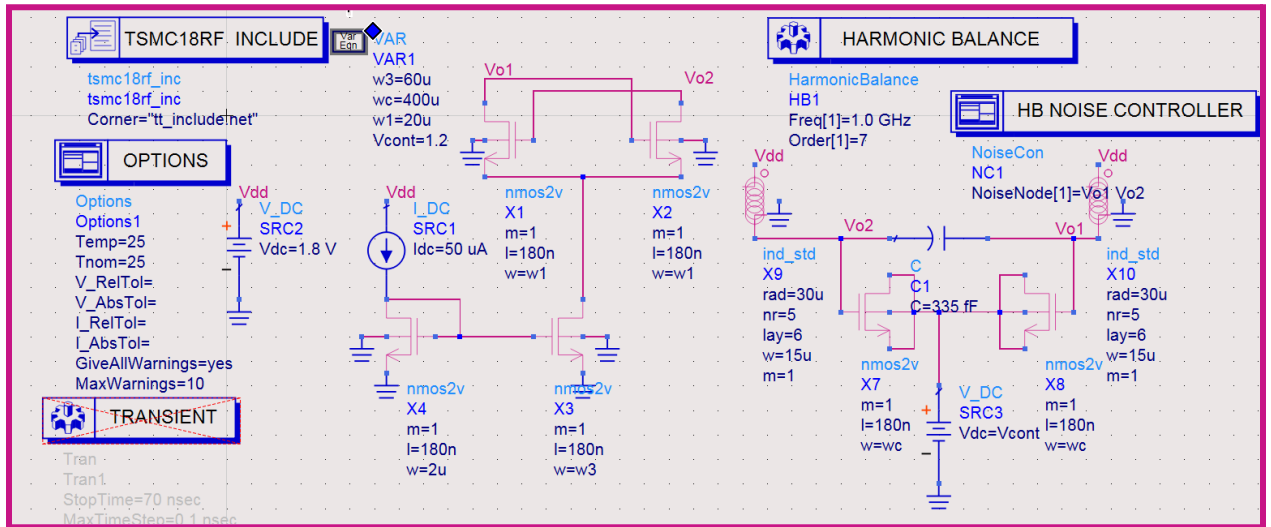 TSMC18RF INCLUDE
tsmc18rf_inc
tsmc18rf_inc
Corner="tt_include.net"
Var
Eqn
VAR
VAR1
w3=60u
wc=400u
w1=20u
Vcont=1.2
OPTIONS
Options
Options1
Temp=25
Tnom=25
V_RelTol=
V_AbsTol=
I_RelTol=
I_AbsTol=
GiveAllWarnings=yes
MaxWarnings=10
TRANSIENT
Tran
Tran1
StopTime=70 nsec
MaxTimeStep=0.1 nsec
Vdd
V_DC
SRC2
Vdc=1.8 V
Vdd
I_DC
SRC1
Idc=50 uA
Vo1
Vo2
nmos2v
X1
m=1
l=180n
w=w1
nmos2v
X2
m=1
l=180n
w=w1
nmos2v
X4
m=1
l=180n
w=2u
nmos2v
X3
m=1
l=180n
w=w3
HARMONIC BALANCE
HarmonicBalance
HB1
Freq[1]=1.0 GHz
Order[1]=7
HB NOISE CONTROLLER
NoiseCon
NC1
NoiseNode[1]=Vo1 Vo2
Vdd
Vdd
Vo2
Vo1
ind_std
X9
rad=30u
nr=5
lay=6
w=15u
m=1
C
C1
C=335 fF
ind_std
X10
rad=30u
nr=5
lay=6
w=15u
m=1
nmos2v
X7
m=1
l=180n
w=wc
V_DC
SRC3
Vdc=Vcont
nmos2v
X8
m=1
l=180n
w=wc